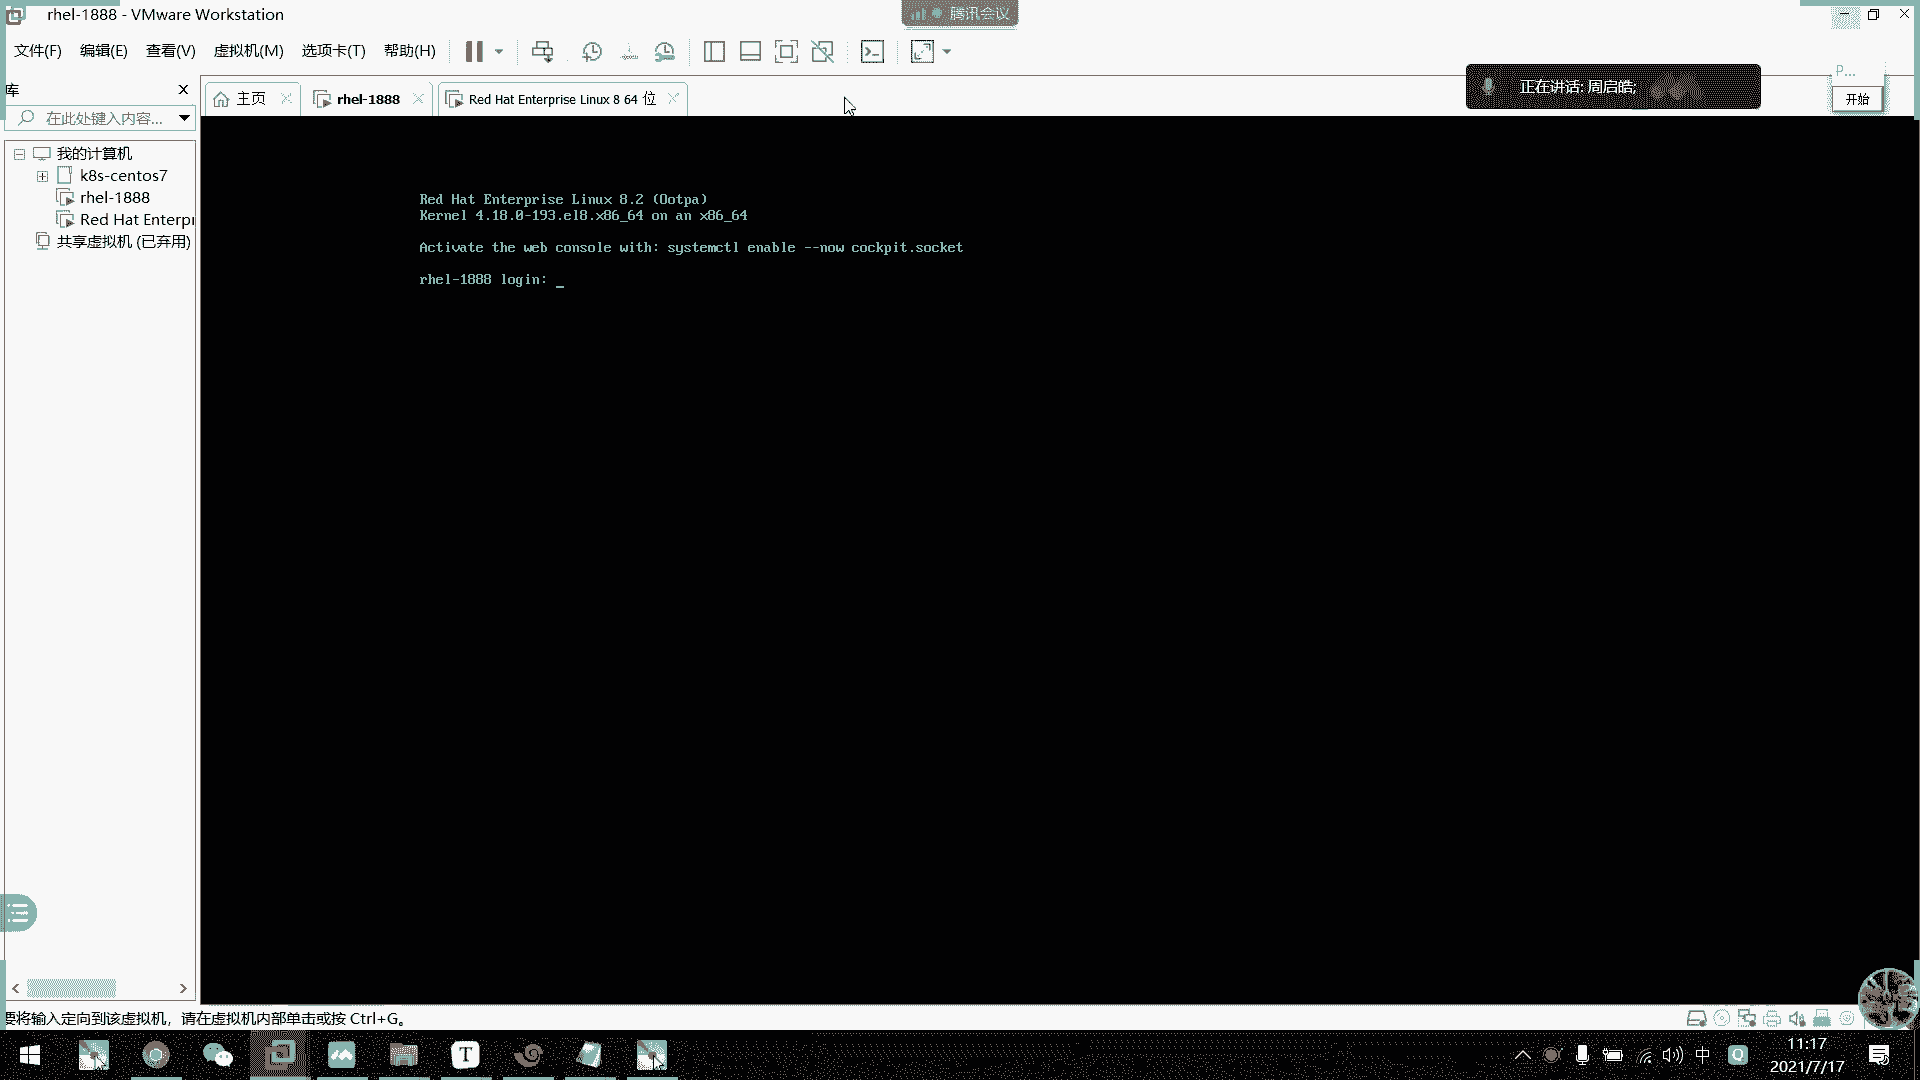 rhel-1888 - VMware Workstation
腾讯会议
文件(F) 编辑(E) 查看(V) 虚拟机(M) 选项卡(T) 帮助(H)
正在讲话: 周启皓;
P...
开始
库
主页
rhel-1888
Red Hat Enterprise Linux 8 64 位
在此处键入内容...
我的计算机
k8s-centos7
rhel-1888
Red Hat Enterpr
共享虚拟机 (已弃用)
Red Hat Enterprise Linux 8.2 (Ootpa)
Kernel 4.18.0-193.el8.x86_64 on an x86_64
Activate the web console with: systemctl enable --now cockpit.socket
rhel-1888 login: _
要将输入定向到该虚拟机，请在虚拟机内部单击或按 Ctrl+G。
T
中
Q
11:17
2021/7/17